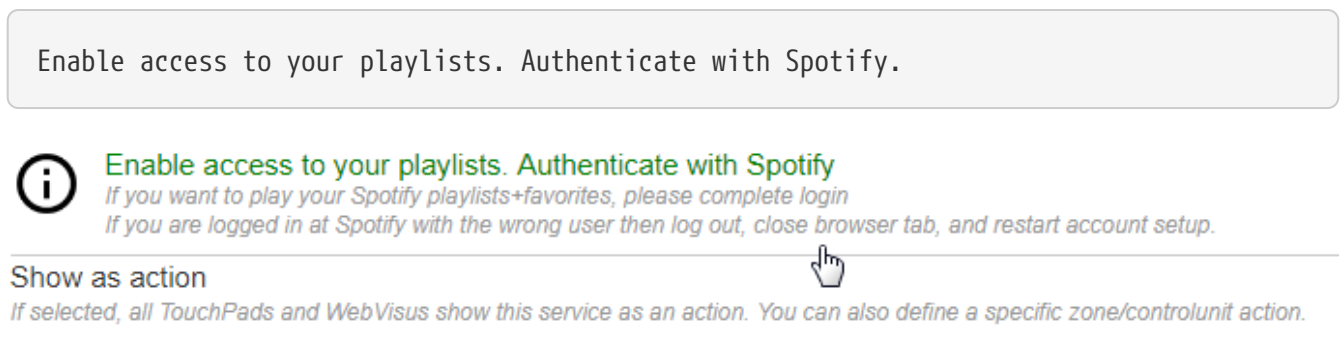 Enable access to your playlists. Authenticate with Spotify.
Enable access to your playlists. Authenticate with Spotify
If you want to play your Spotify playlists+favorites, please complete login
If you are logged in at Spotify with the wrong user then log out, close browser tab, and restart account setup.
Show as action
If selected, all TouchPads and WebVisus show this service as an action. You can also define a specific zone/controlunit action.